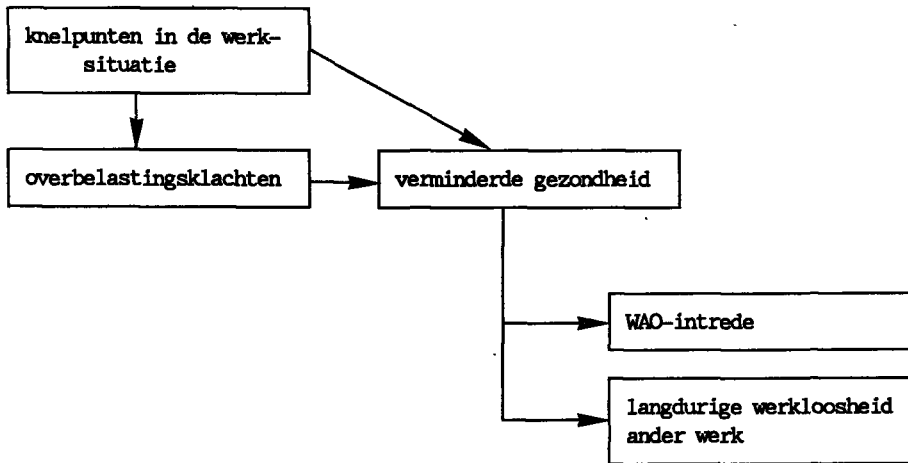 knelpunten in de werk-
situatie
overbelastingsklachten
verminderde gezondheid
WAO-intrede
langdurige werkloosheid
ander werk